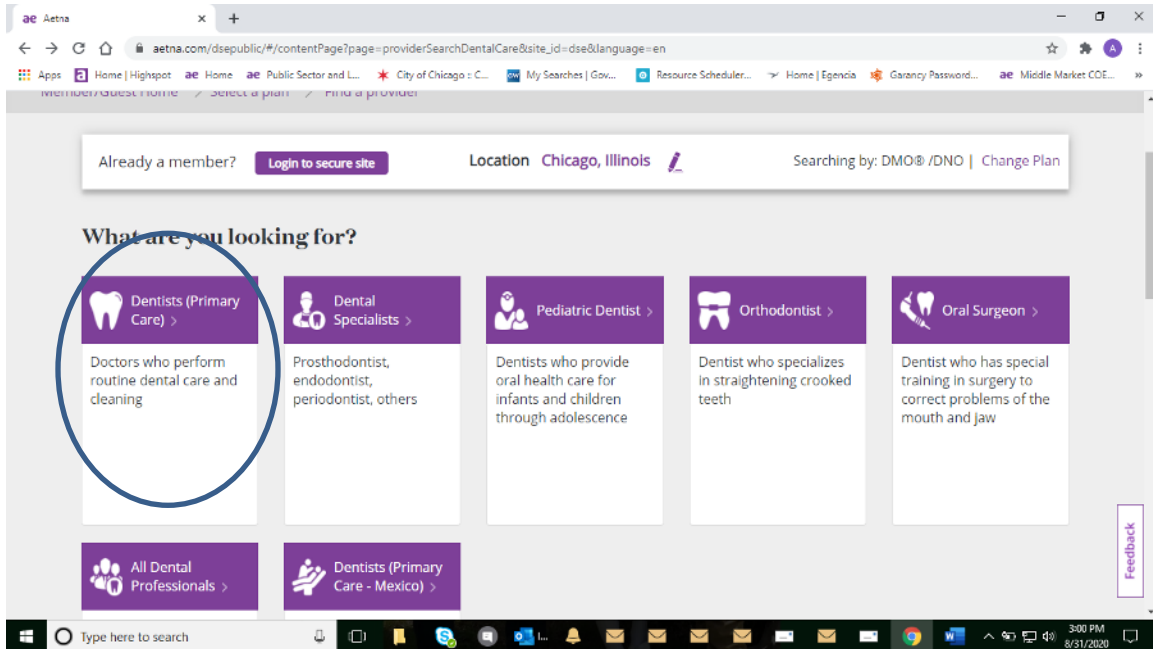 ae Aetna
aetna.com/dsepublic/#/contentPage?page=providerSearchDentalCare&site_id=dse&language=en
A
Apps
Home | Highspot
ae Home
ae Public Sector and L...
City of Chicago :: C...
GW My Searches | Gov...
Resource Scheduler...
Home | Egencia
Garancy Password...
ae Middle Market COE...
Member/Guest Home > Select a plan > Find a provider
Already a member?
Login to secure site
Location Chicago, Illinois
Searching by: DMO® /DNO | Change Plan
What are you looking for?
Dentists (Primary
Care) >
Doctors who perform
routine dental care and
cleaning
Dental
Specialists >
Prosthodontist,
endodontist,
periodontist, others
Pediatric Dentist >
Dentists who provide
oral health care for
infants and children
through adolescence
Orthodontist >
Dentist who specializes
in straightening crooked
teeth
Oral Surgeon >
Dentist who has special
training in surgery to
correct problems of the
mouth and jaw
All Dental
Professionals >
Dentists (Primary
Care - Mexico) >
Feedback
Type here to search
L...
3:00 PM
8/31/2020